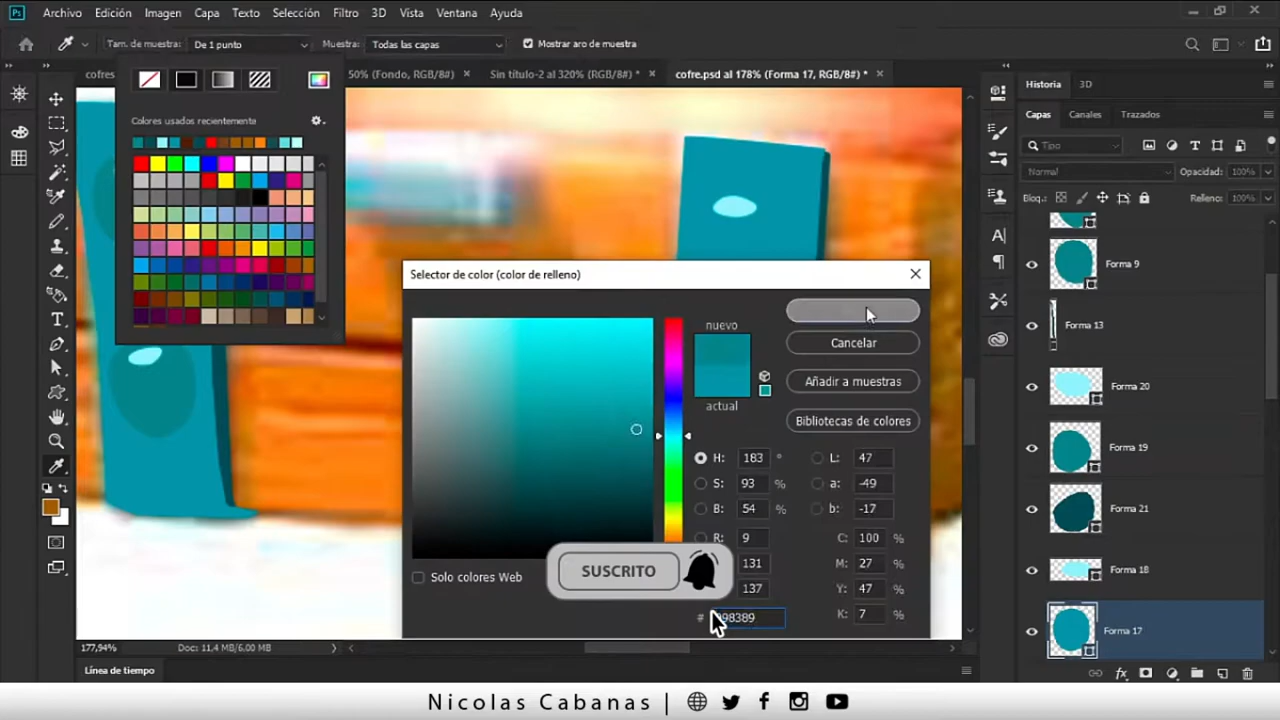 Ps Archivo Edición Imagen Capa Texto Selección Filtro 3D Vista Ventana Ayuda
Tam. de muestra: De 1 punto Muestra: Todas las capas Mostrar aro de muestra
cofres 50% (Fondo, RGB/8#) × Sin título-2 al 320% (RGB/8#) * × cofre.psd al 178% (Forma 17, RGB/8#) * ×
Historia 3D
Colores usados recientemente
Capas Canales Trazados
Tipo
Normal Opacidad: 100%
Bloq.: Relleno: 100%
Forma 9
Forma 13
Forma 20
Forma 19
Forma 21
Forma 18
Forma 17
Selector de color (color de relleno)
nuevo
actual
Cancelar
Añadir a muestras
Bibliotecas de colores
H: 183 ° L: 47
S: 93 % a: -49
B: 54 % b: -17
R: 9 C: 100 %
131 M: 27 %
137 Y: 47 %
# 98389 K: 7 %
Solo colores Web
SUSCRITO
177,94% Doc: 11,4 MB/6,00 MB
Línea de tiempo
Nicolas Cabanas |